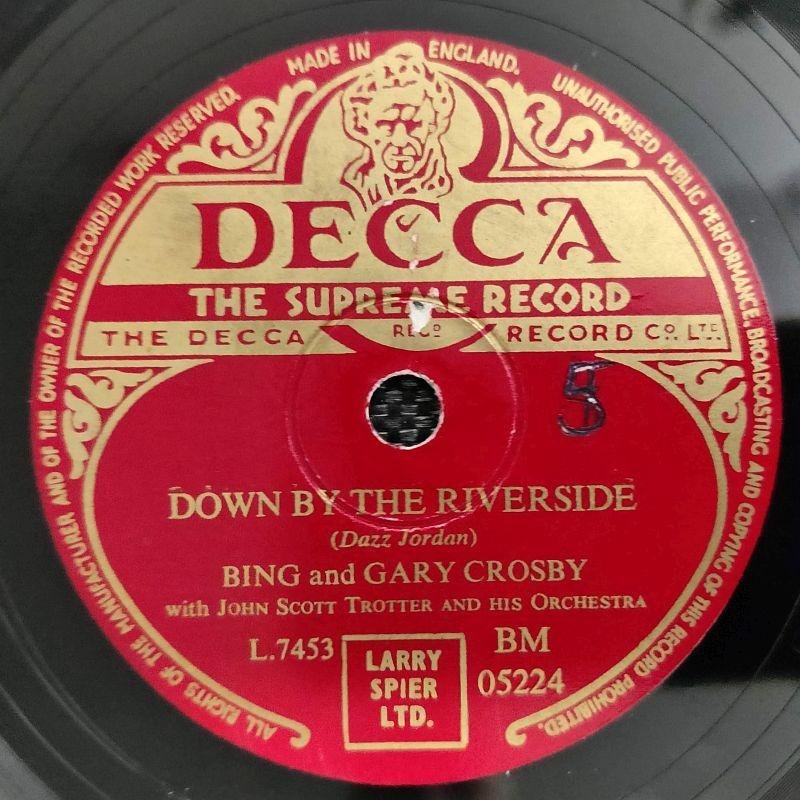 MADE IN ENGLAND.
ALL RIGHTS OF THE MANUFACTURER AND OF THE OWNER OF THE RECORDED WORK RESERVED.
UNAUTHORISED PUBLIC PERFORMANCE, BROADCASTING AND COPYING OF THIS RECORD PROHIBITED.
DECCA
THE SUPREME RECORD
THE DECCA REGD RECORD CO. LTD.
5
DOWN BY THE RIVERSIDE
(Dazz Jordan)
BING and GARY CROSBY
with JOHN SCOTT TROTTER AND HIS ORCHESTRA
L.7453
BM
05224
LARRY
SPIER
LTD.